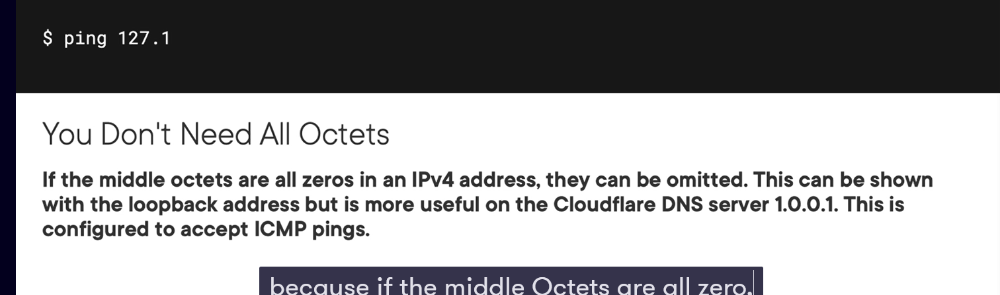 $ ping 127.1
You Don't Need All Octets
If the middle octets are all zeros in an IPv4 address, they can be omitted. This can be shown
with the loopback address but is more useful on the Cloudflare DNS server 1.0.0.1. This is
configured to accept ICMP pings.
because if the middle Octets are all zero,